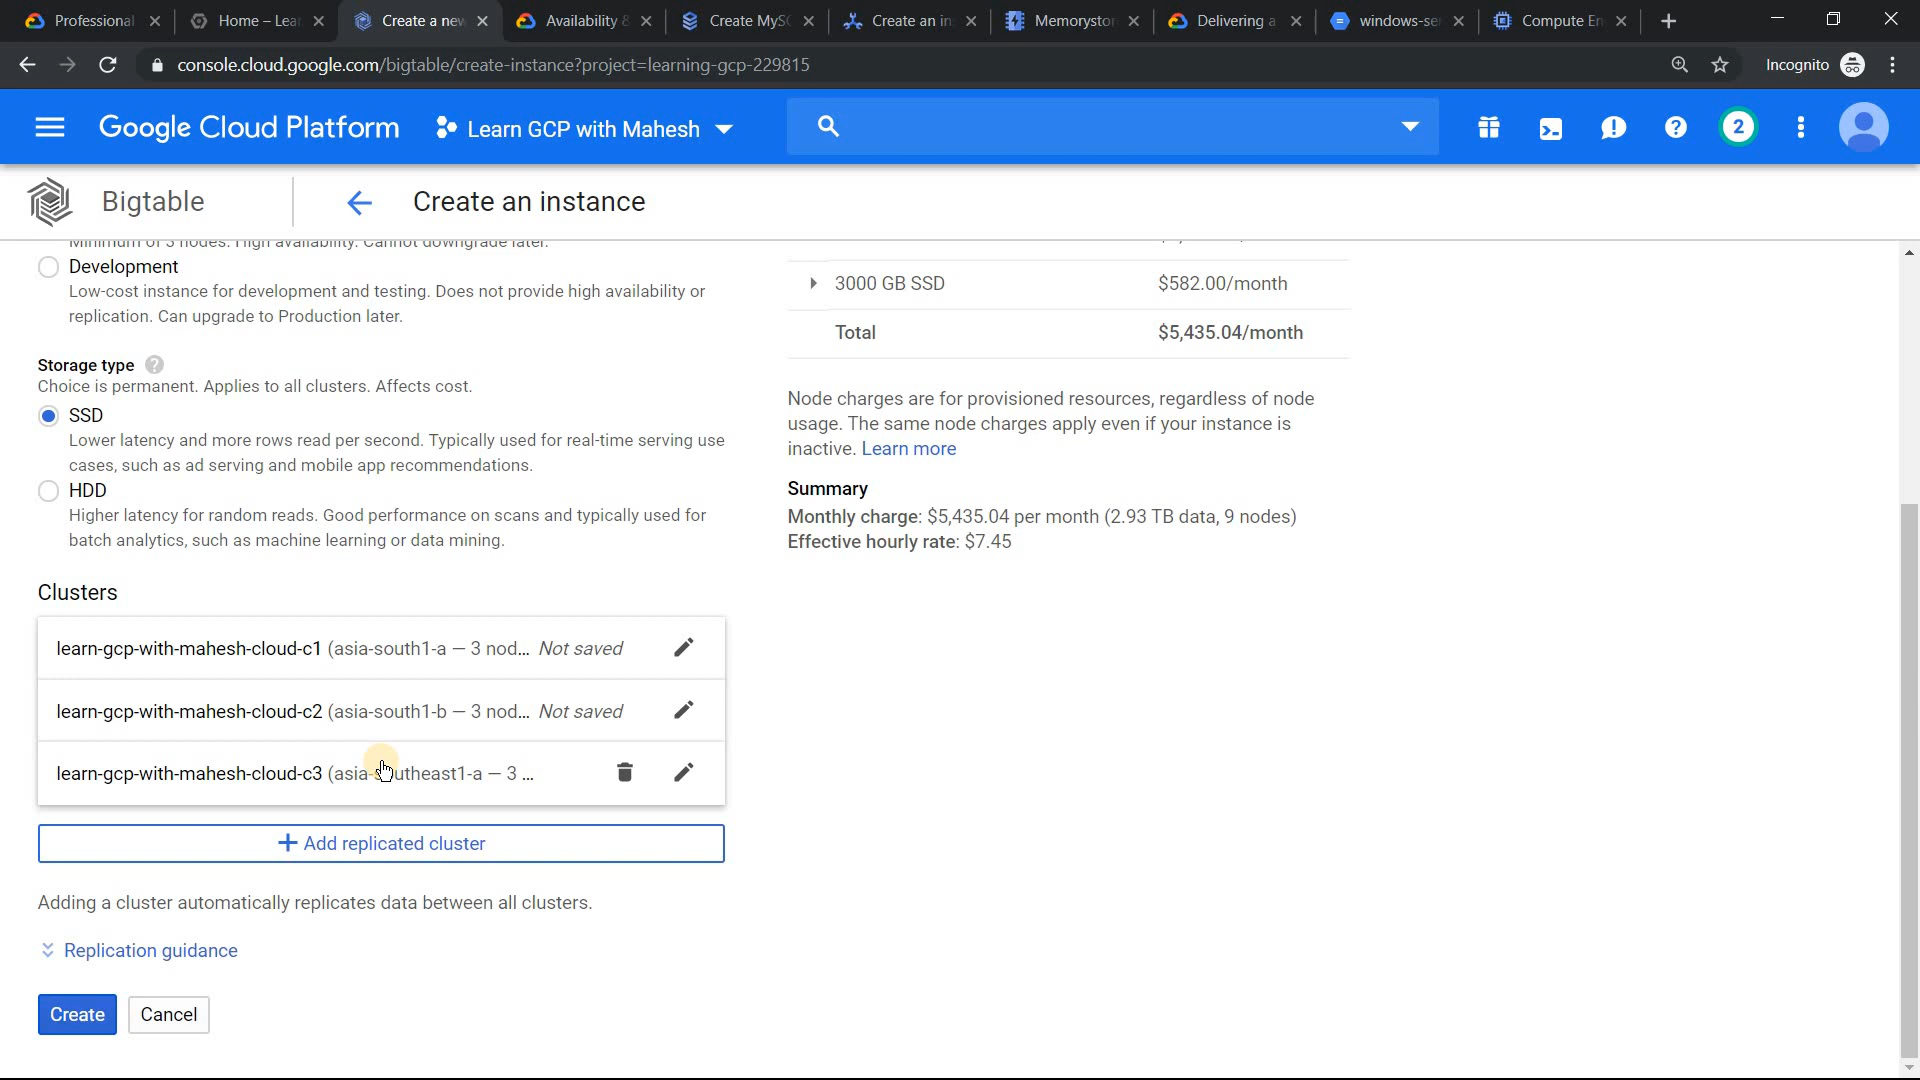 Professional
Home – Lea
Create a new
Availability &
Create MyS
Create an in
Memorystor
Delivering a
windows-se
Compute En
console.cloud.google.com/bigtable/create-instance?project=learning-gcp-229815
Incognito
Google Cloud Platform
Learn GCP with Mahesh
2
Bigtable
Create an instance
Minimum of 3 nodes. High availability. Cannot downgrade later.
Development
Low-cost instance for development and testing. Does not provide high availability or
replication. Can upgrade to Production later.
Storage type
Choice is permanent. Applies to all clusters. Affects cost.
SSD
Lower latency and more rows read per second. Typically used for real-time serving use
cases, such as ad serving and mobile app recommendations.
HDD
Higher latency for random reads. Good performance on scans and typically used for
batch analytics, such as machine learning or data mining.
Clusters
learn-gcp-with-mahesh-cloud-c1 (asia-south1-a — 3 nod... Not saved
learn-gcp-with-mahesh-cloud-c2 (asia-south1-b — 3 nod... Not saved
learn-gcp-with-mahesh-cloud-c3 (asia-southeast1-a — 3 ...
+ Add replicated cluster
Adding a cluster automatically replicates data between all clusters.
Replication guidance
Create
Cancel
3000 GB SSD $582.00/month
Total $5,435.04/month
Node charges are for provisioned resources, regardless of node
usage. The same node charges apply even if your instance is
inactive. Learn more
Summary
Monthly charge: $5,435.04 per month (2.93 TB data, 9 nodes)
Effective hourly rate: $7.45